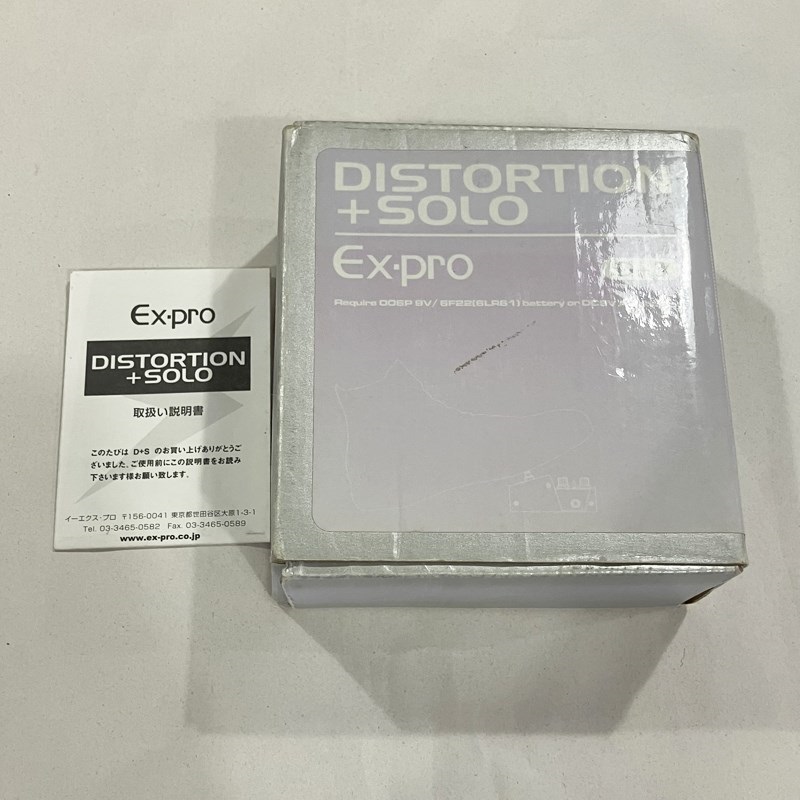 Ex·pro
DISTORTION
+SOLO
取扱い説明書
このたびは D+S のお買い上げありがとうご
ざいました、ご使用前にこの説明書をお読み
下さいます様お願い致します。
イーエクス・プロ 〒156-0041 東京都世田谷区大原1-3-1
Tel. 03-3465-0582 Fax. 03-3465-0589
www.ex-pro.co.jp
DISTORTION
+SOLO
Ex·pro
Require 006P 9V/ 6F22(6LR61) battery or